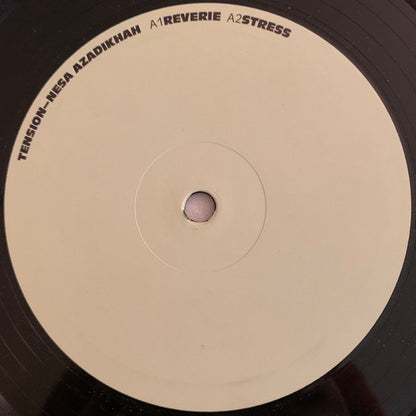 TENSION—NESA AZADIKHAH A1REVERIE A2STRESS